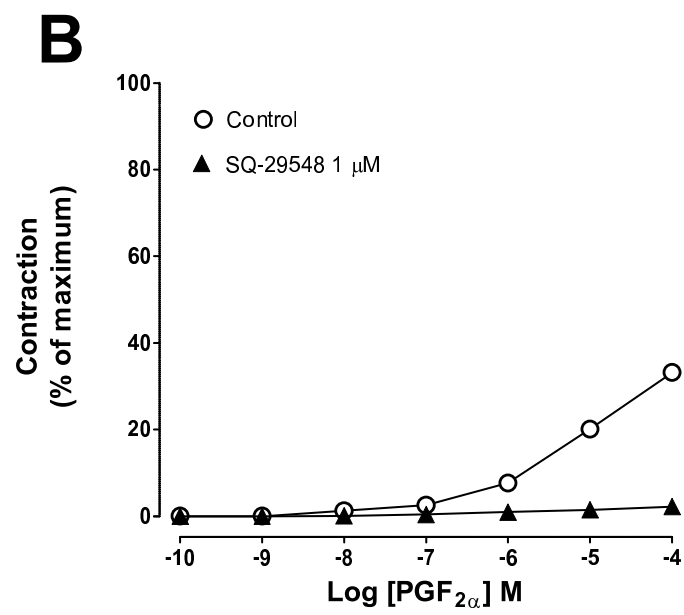 B
100
80
60
40
20
0
Contraction
(% of maximum)
Control
SQ-29548 1 μM
-10 -9 -8 -7 -6 -5 -4
Log [PGF2α] M